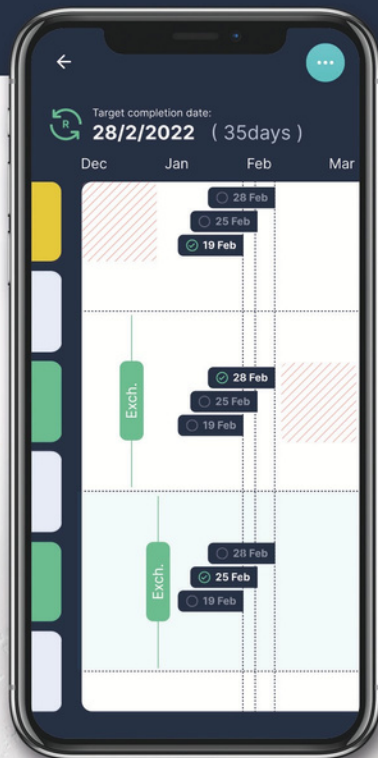 Target completion date:
R
28/2/2022 ( 35days )
Dec Jan Feb Mar
28 Feb
25 Feb
19 Feb
Exch.
28 Feb
25 Feb
19 Feb
Exch.
28 Feb
25 Feb
19 Feb